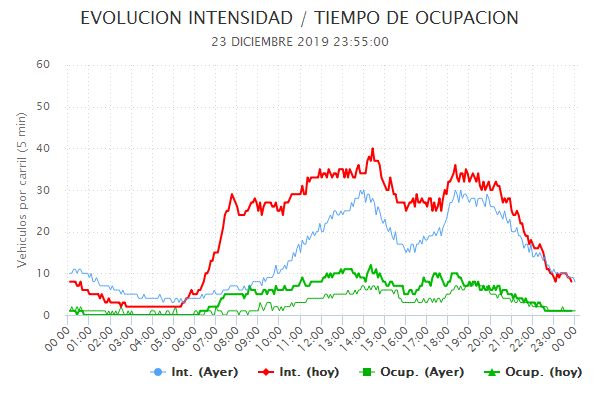 EVOLUCION INTENSIDAD / TIEMPO DE OCUPACION
23 DICIEMBRE 2019 23:55:00
Vehiculos por carril (5 min)
60
50
40
30
20
10
0
00:00 01:00 02:00 03:00 04:00 05:00 06:00 07:00 08:00 09:00 10:00 11:00 12:00 13:00 14:00 15:00 16:00 17:00 18:00 19:00 20:00 21:00 22:00 23:00 00:00
Int. (Ayer) Int. (hoy) Ocup. (Ayer) Ocup. (hoy)